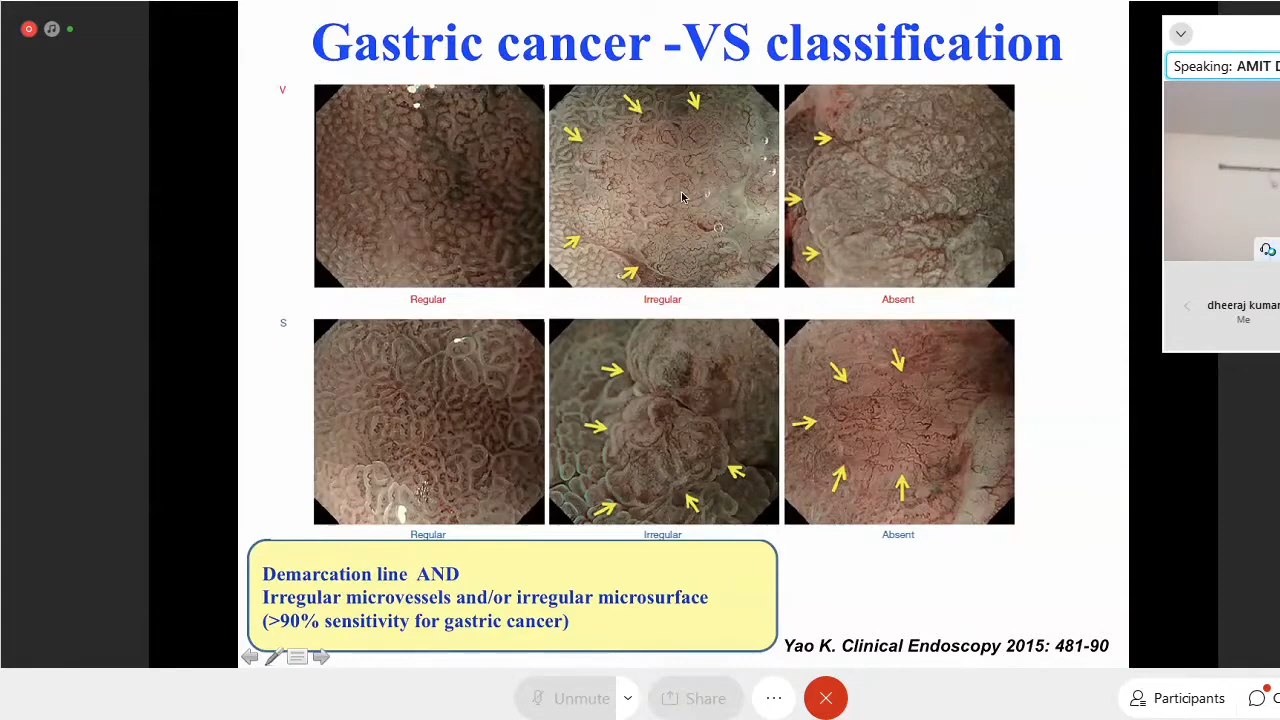 Gastric cancer -VS classification
V
Speaking: AMIT D
Regular
Irregular
Absent
dheeraj kumar
Me
S
Regular
Irregular
Absent
Demarcation line AND
Irregular microvessels and/or irregular microsurface
(>90% sensitivity for gastric cancer)
Yao K. Clinical Endoscopy 2015: 481-90
Unmute
Share
Participants
C